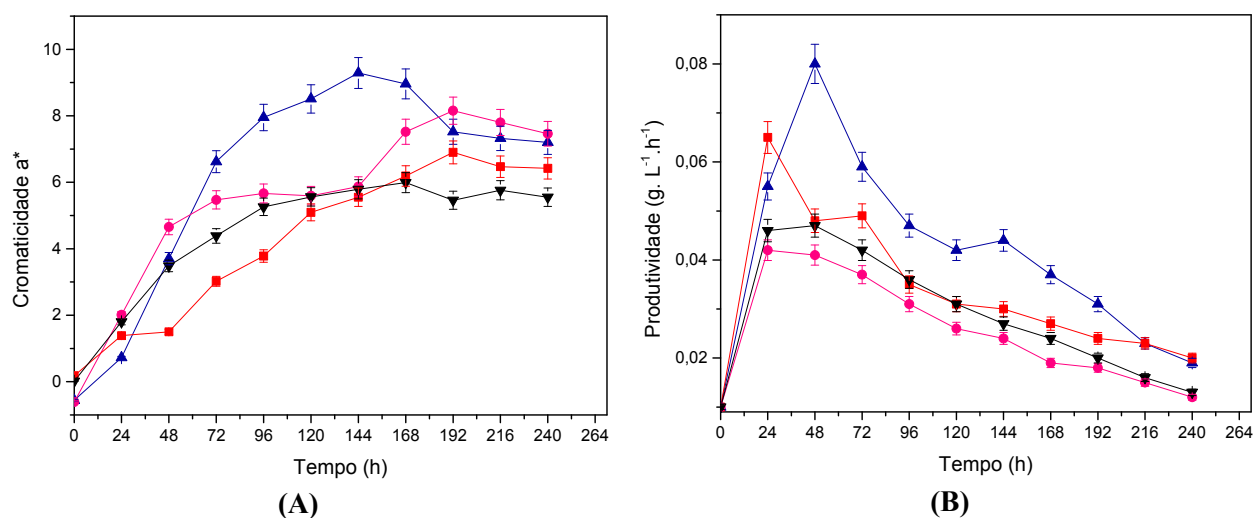 Cromaticidade a*
10
8
6
4
2
0
0 24 48 72 96 120 144 168 192 216 240 264
Tempo (h)
(A)
Produtividade (g. L⁻¹.h⁻¹)
0,08
0,06
0,04
0,02
0 24 48 72 96 120 144 168 192 216 240 264
Tempo (h)
(B)